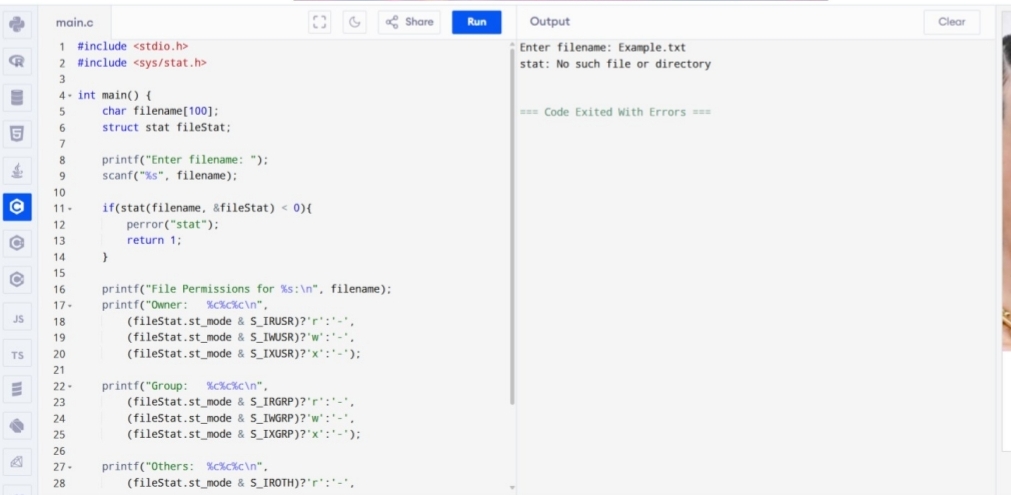 main.c
Share
Run
Output
Clear
1 #include <stdio.h>
2 #include <sys/stat.h>
3
4 int main() {
5 char filename[100];
6 struct stat fileStat;
7
8 printf("Enter filename: ");
9 scanf("%s", filename);
10
11 if(stat(filename, &fileStat) < 0){
12 perror("stat");
13 return 1;
14 }
15
16 printf("File Permissions for %s:\n", filename);
17 printf("Owner:   %c%c%c\n",
18 (fileStat.st_mode & S_IRUSR)?'r':'-',
19 (fileStat.st_mode & S_IWUSR)?'w':'-',
20 (fileStat.st_mode & S_IXUSR)?'x':'-');
21
22 printf("Group:   %c%c%c\n",
23 (fileStat.st_mode & S_IRGRP)?'r':'-',
24 (fileStat.st_mode & S_IWGRP)?'w':'-',
25 (fileStat.st_mode & S_IXGRP)?'x':'-');
26
27 printf("Others:  %c%c%c\n",
28 (fileStat.st_mode & S_IROTH)?'r':'-',
Enter filename: Example.txt
stat: No such file or directory
=== Code Exited With Errors ===
JS
TS